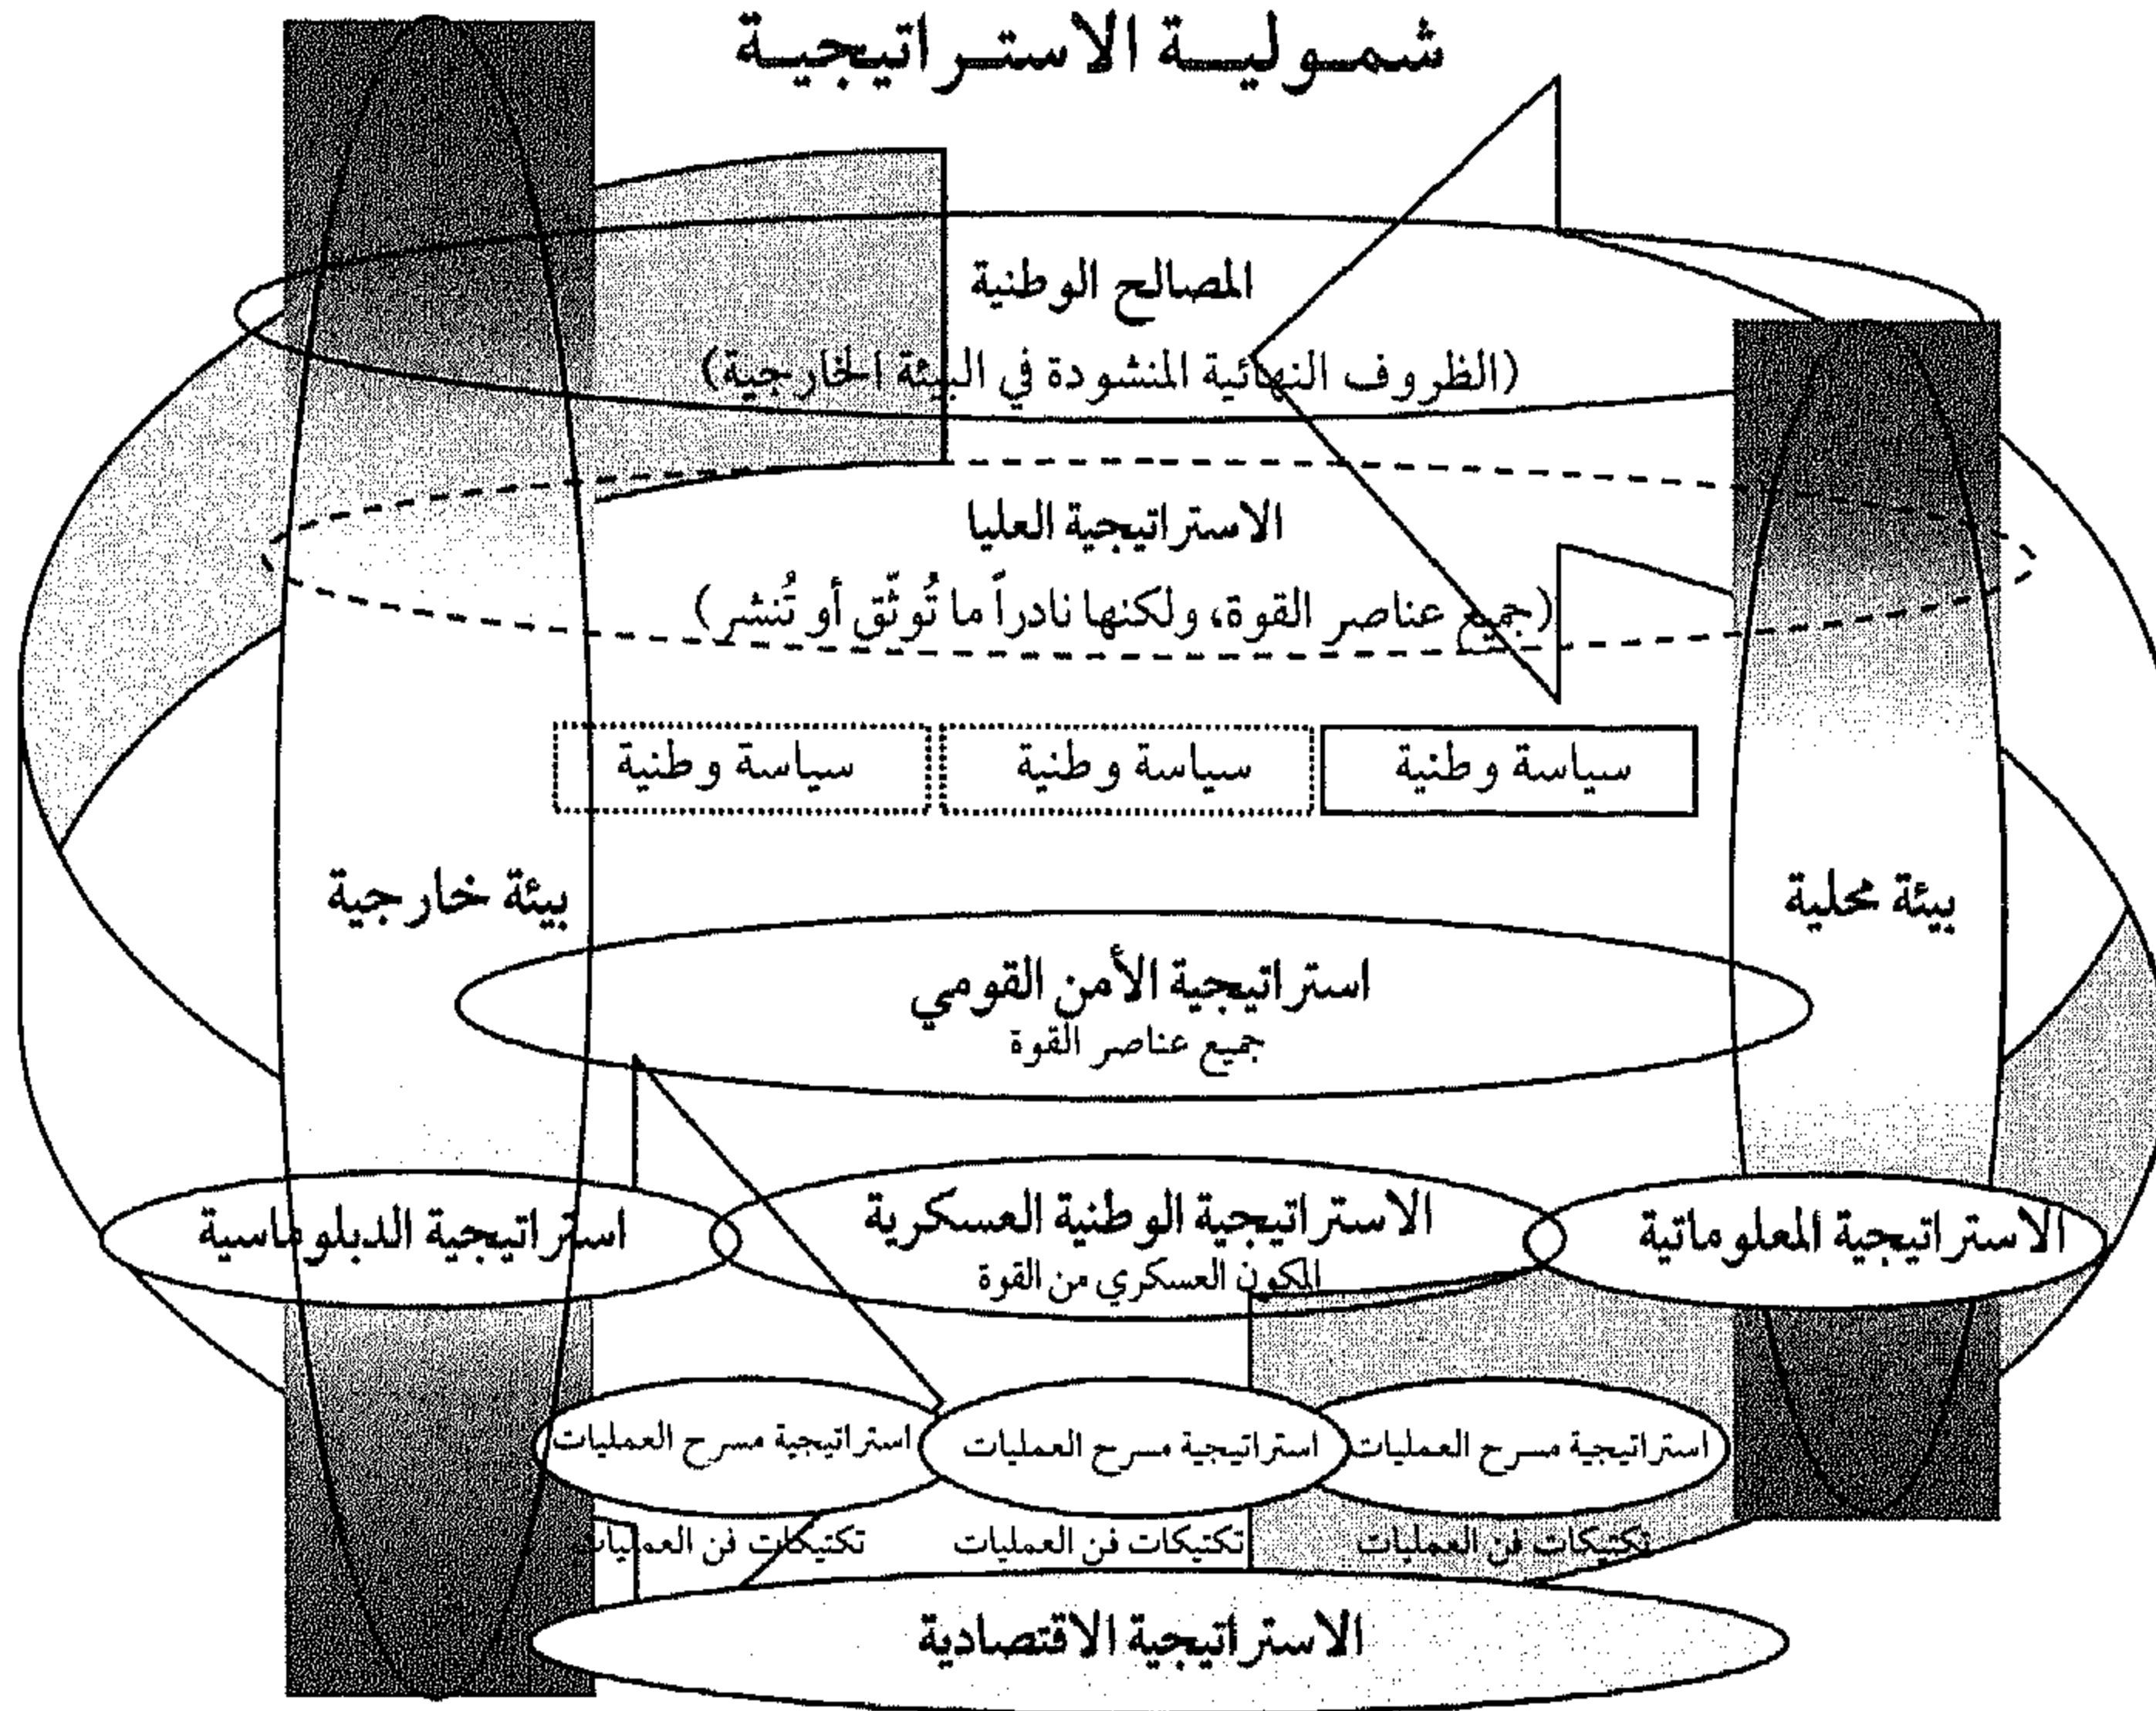 شمولية الاستراتيجية
المصالح الوطنية
(الظروف النهائية المنشودة في البيئة الخارجية)
الاستراتيجية العليا
(جميع عناصر القوة، ولكنها نادراً ما تُوثّق أو تُنشر)
سياسة وطنية
سياسة وطنية
سياسة وطنية
بيئة محلية
بيئة خارجية
استراتيجية الأمن القومي
جميع عناصر القوة
الاستراتيجية المعلوماتية
الاستراتيجية الوطنية العسكرية
المكون العسكري من القوة
استراتيجية الدبلوماسية
استراتيجية مسرح العمليات
استراتيجية مسرح العمليات
استراتيجية مسرح العمليات
تكتيكات فن العمليات
تكتيكات فن العمليات
تكتيكات فن العمليات
الاستراتيجية الاقتصادية